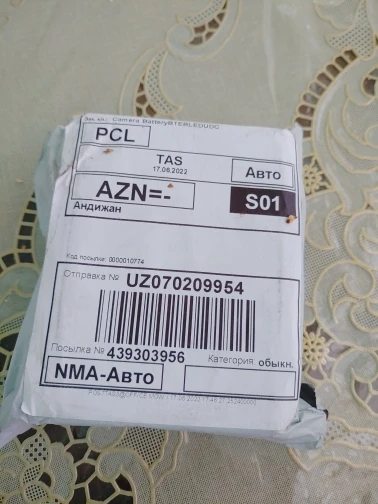 Camera Battery
PCL
TAS
17.06.2022
Авто
AZN=-
S01
Андижан
Код посылки: 0000010774
Отправка № UZ070209954
Посылка № 439303956 Категория: обыкн.
NMA-Авто